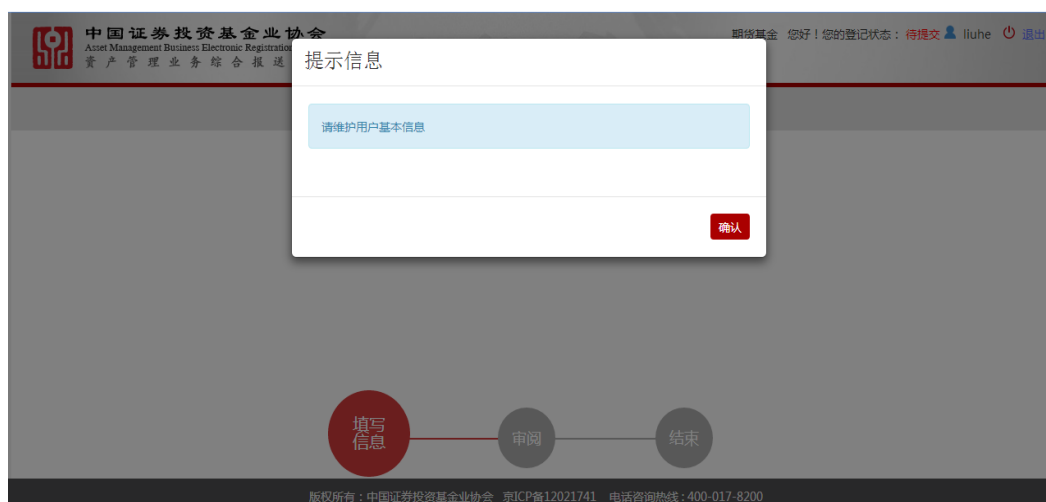 中国证券投资基金业协会
Asset Management Business Electronic Registration
资产管理业务综合报送
期货基金 您好！您的登记状态：待提交 liuhe 退出
提示信息
请维护用户基本信息
确认
填写
信息
审阅
结束
版权所有：中国证券投资基金业协会 京ICP备12021741 电话咨询热线：400-017-8200